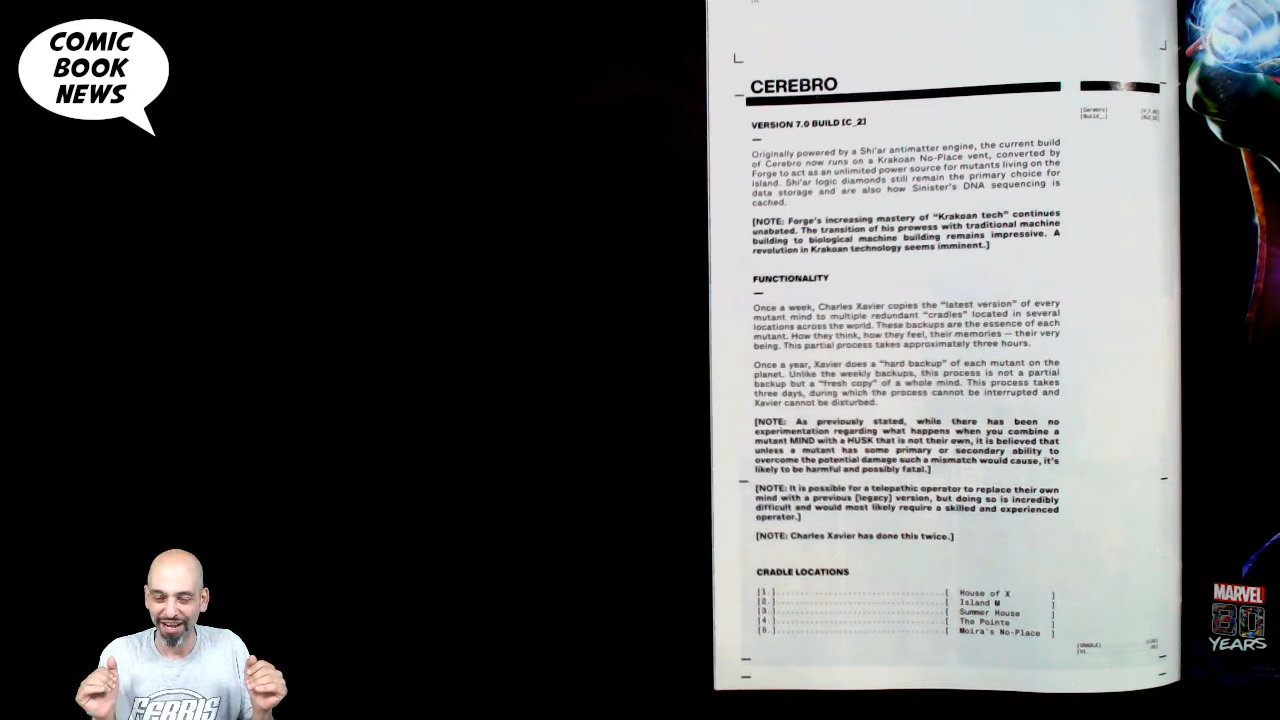 COMIC
BOOK
NEWS
CEREBRO
[Cerebro]
[Build_]
VERSION 7.0 BUILD [C_2]
Originally powered by a Shi'ar antimatter engine, the current build
of Cerebro now runs on a Krakoan No-Place vent, converted by
Forge to act as an unlimited power source for mutants living on the
island. Shi'ar logic diamonds still remain the primary choice for
data storage and are also how Sinister's DNA sequencing is
cached.
[NOTE: Forge's increasing mastery of "Krakoan tech" continues
unabated. The transition of his prowess with traditional machine
building to biological machine building remains impressive. A
revolution in Krakoan technology seems imminent.]
FUNCTIONALITY
Once a week, Charles Xavier copies the "latest version" of every
mutant mind to multiple redundant "cradles" located in several
locations across the world. These backups are the essence of each
mutant. How they think, how they feel, their memories — their very
being. This partial process takes approximately three hours.
Once a year, Xavier does a "hard backup" of each mutant on the
planet. Unlike the weekly backups, this process is not a partial
backup but a "fresh copy" of a whole mind. This process takes
three days, during which the process cannot be interrupted and
Xavier cannot be disturbed.
[NOTE: As previously stated, while there has been no
experimentation regarding what happens when you combine a
mutant MIND with a HUSK that is not their own, it is believed that
unless a mutant has some primary or secondary ability to
overcome the potential damage such a mismatch would cause, it's
likely to be harmful and possibly fatal.]
[NOTE: It is possible for a telepathic operator to replace their own
mind with a previous [legacy] version, but doing so is incredibly
difficult and would most likely require a skilled and experienced
operator.]
[NOTE: Charles Xavier has done this twice.]
CRADLE LOCATIONS
[1.]........................................[ House of X ]
[2.]........................................[ Island M ]
[3.]........................................[ Summer House ]
[4.]........................................[ The Pointe ]
[5.]........................................[ Moira's No-Place ]
[CRADLE]
MARVEL
80
YEARS
FERRIS